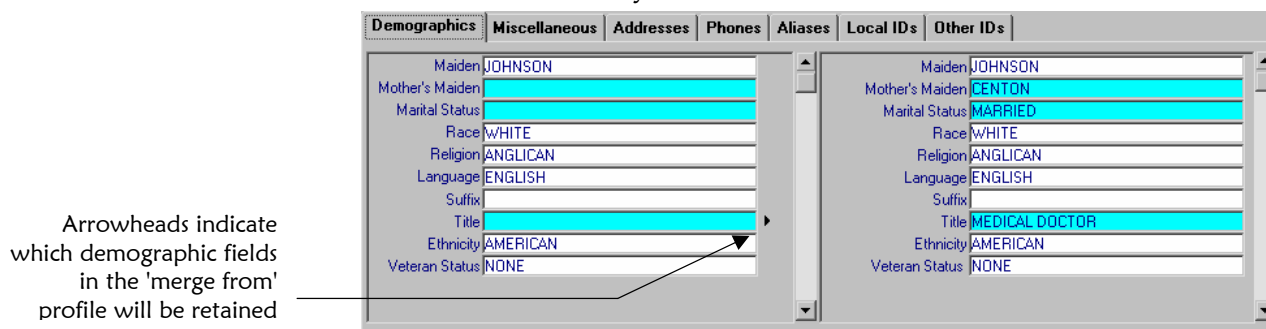 Demographics Miscellaneous Addresses Phones Aliases Local IDs Other IDs
Maiden JOHNSON
Mother's Maiden
Marital Status
Race WHITE
Religion ANGLICAN
Language ENGLISH
Suffix
Title
Ethnicity AMERICAN
Veteran Status NONE
Maiden JOHNSON
Mother's Maiden CENTON
Marital Status MARRIED
Race WHITE
Religion ANGLICAN
Language ENGLISH
Suffix
Title MEDICAL DOCTOR
Ethnicity AMERICAN
Veteran Status NONE
Arrowheads indicate
which demographic fields
in the 'merge from'
profile will be retained